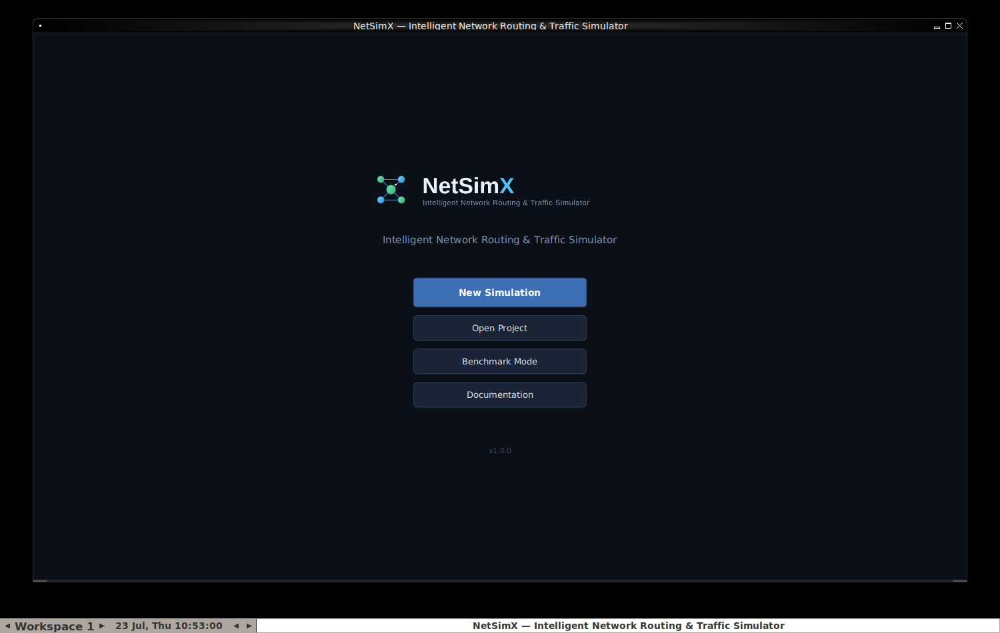 NetSimX — Intelligent Network Routing & Traffic Simulator
NetSimX
Intelligent Network Routing & Traffic Simulator
Intelligent Network Routing & Traffic Simulator
New Simulation
Open Project
Benchmark Mode
Documentation
v1.0.0
Workspace 1
23 Jul, Thu 10:53:00
NetSimX — Intelligent Network Routing & Traffic Simulator